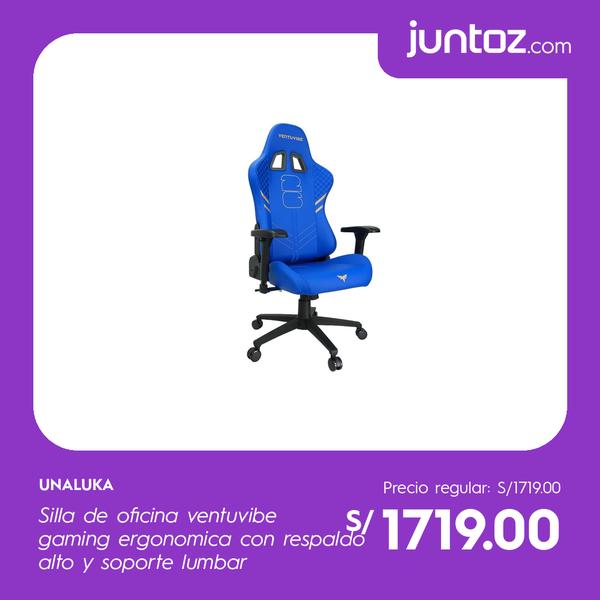 juntoz.com
VENTUVIBE
UNALUKA
Precio regular: S/1719.00
Silla de oficina ventuvibe
gaming ergonomica con respaldo
alto y soporte lumbar
S/ 1719.00